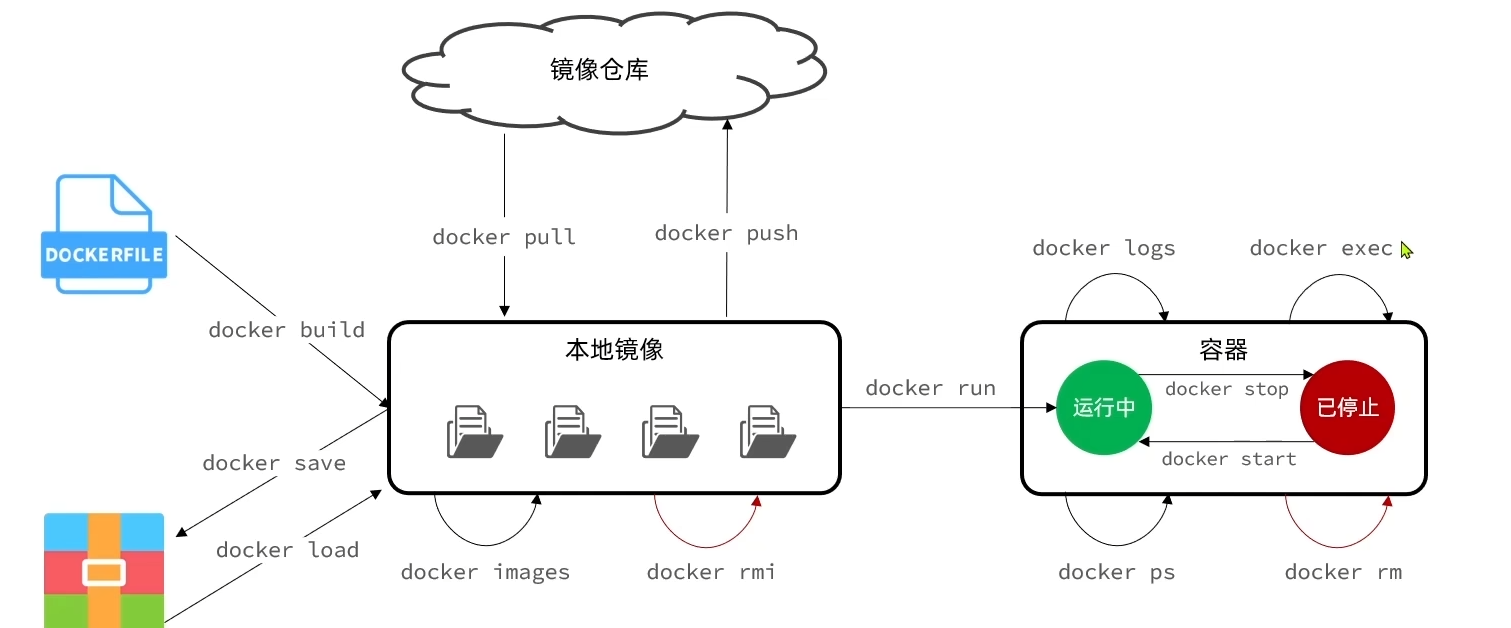 镜像仓库
docker pull
docker push
DOCKERFILE
docker logs
docker exec
docker build
本地镜像
容器
docker run
运行中
docker stop
已停止
docker start
docker save
docker load
docker images
docker rmi
docker ps
docker rm